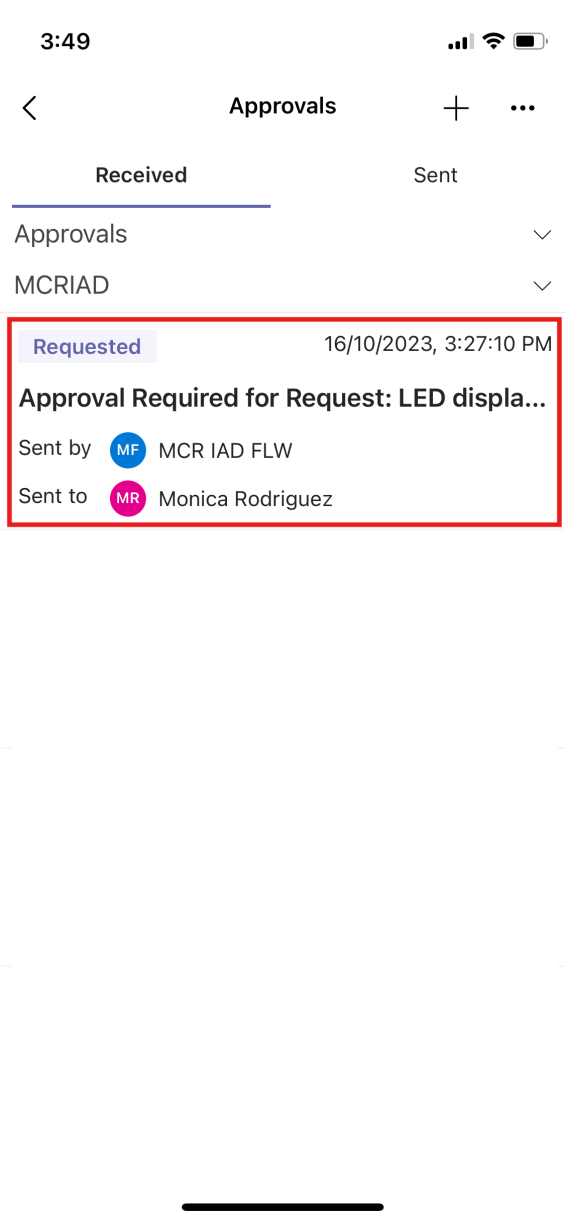 3:49
Approvals
Received Sent
Approvals
MCRIAD
Requested 16/10/2023, 3:27:10 PM
Approval Required for Request: LED displa...
Sent by MF MCR IAD FLW
Sent to MR Monica Rodriguez